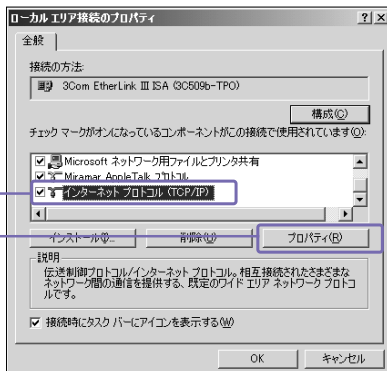 ローカル エリア接続のプロパティ
全般
接続の方法:
3Com EtherLink III ISA (3C509b-TPO)
構成(C)
チェック マークがオンになっているコンポーネントがこの接続で使用されています(O):
Microsoft ネットワーク用ファイルとプリンタ共有
Miramar AppleTalk プロトコル
インターネット プロトコル (TCP/IP)
インストール(I)...
削除(U)
プロパティ(R)
説明
伝送制御プロトコル/インターネット プロトコル。相互接続されたさまざまな
ネットワーク間の通信を提供する、既定のワイド エリア ネットワーク プロトコ
ルです。
接続時にタスク バーにアイコンを表示する(W)
OK
キャンセル